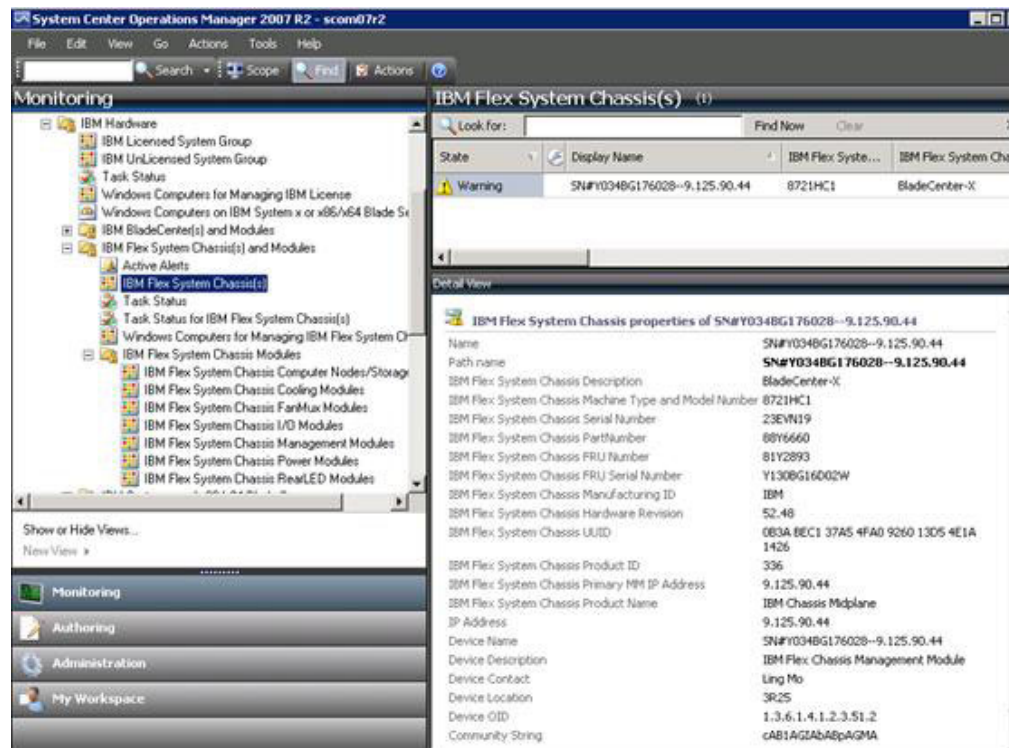 System Center Operations Manager 2007 R2 - scom07r2
File Edit View Go Actions Tools Help
Search Scope Find Actions
Monitoring
IBM Hardware
IBM Licensed System Group
IBM UnLicensed System Group
Task Status
Windows Computers for Managing IBM License
Windows Computers on IBM System x or x86/x64 Blade Se
IBM BladeCenter(s) and Modules
IBM Flex System Chassis(s) and Modules
Active Alerts
IBM Flex System Chassis(s)
Task Status
Task Status for IBM Flex System Chassis(s)
Windows Computers for Managing IBM Flex System Ch
IBM Flex System Chassis Modules
IBM Flex System Chassis Computer Nodes/Storage
IBM Flex System Chassis Cooling Modules
IBM Flex System Chassis FanMux Modules
IBM Flex System Chassis I/O Modules
IBM Flex System Chassis Management Modules
IBM Flex System Chassis Power Modules
IBM Flex System Chassis RearLED Modules
Show or Hide Views...
New View
Monitoring
Authoring
Administration
My Workspace
IBM Flex System Chassis(s) (1)
Look for: Find Now Clear
State Display Name IBM Flex Syste... IBM Flex System Cha
Warning SN#Y034BG176028--9.125.90.44 8721HC1 BladeCenter-X
Detail View
IBM Flex System Chassis properties of SN#Y034BG176028--9.125.90.44
Name SN#Y034BG176028--9.125.90.44
Path name SN#Y034BG176028--9.125.90.44
IBM Flex System Chassis Description BladeCenter-X
IBM Flex System Chassis Machine Type and Model Number 8721HC1
IBM Flex System Chassis Serial Number 23EVN19
IBM Flex System Chassis PartNumber 88Y6660
IBM Flex System Chassis FRU Number 81Y2893
IBM Flex System Chassis FRU Serial Number Y130BG16D02W
IBM Flex System Chassis Manufacturing ID IBM
IBM Flex System Chassis Hardware Revision 52.48
IBM Flex System Chassis UUID 0B3A BEC1 37A5 4FA0 9260 13D5 4E1A
1426
IBM Flex System Chassis Product ID 336
IBM Flex System Chassis Primary MM IP Address 9.125.90.44
IBM Flex System Chassis Product Name IBM Chassis Midplane
IP Address 9.125.90.44
Device Name SN#Y034BG176028--9.125.90.44
Device Description IBM Flex Chassis Management Module
Device Contact Ling Mo
Device Location 3R25
Device OID 1.3.6.1.4.1.2.3.51.2
Community String cAB1AGIAbABpAGMA